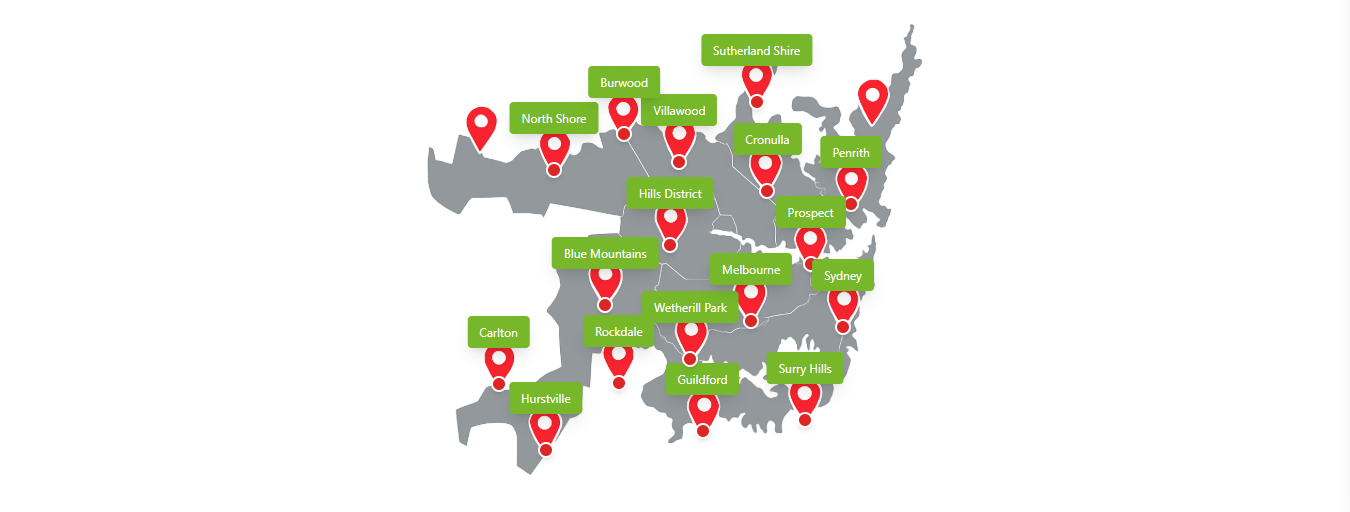 Sutherland Shire
Burwood
Villawood
North Shore
Cronulla
Penrith
Hills District
Prospect
Blue Mountains
Melbourne
Sydney
Wetherill Park
Carlton
Rockdale
Surry Hills
Guildford
Hurstville